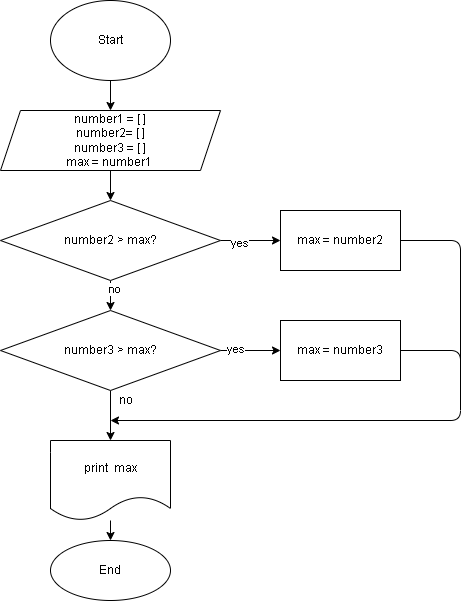 Start
number1 = [ ]
number2= [ ]
number3 = [ ]
max = number1
number2 > max?
yes
max = number2
no
number3 > max?
yes
max = number3
no
print max
End